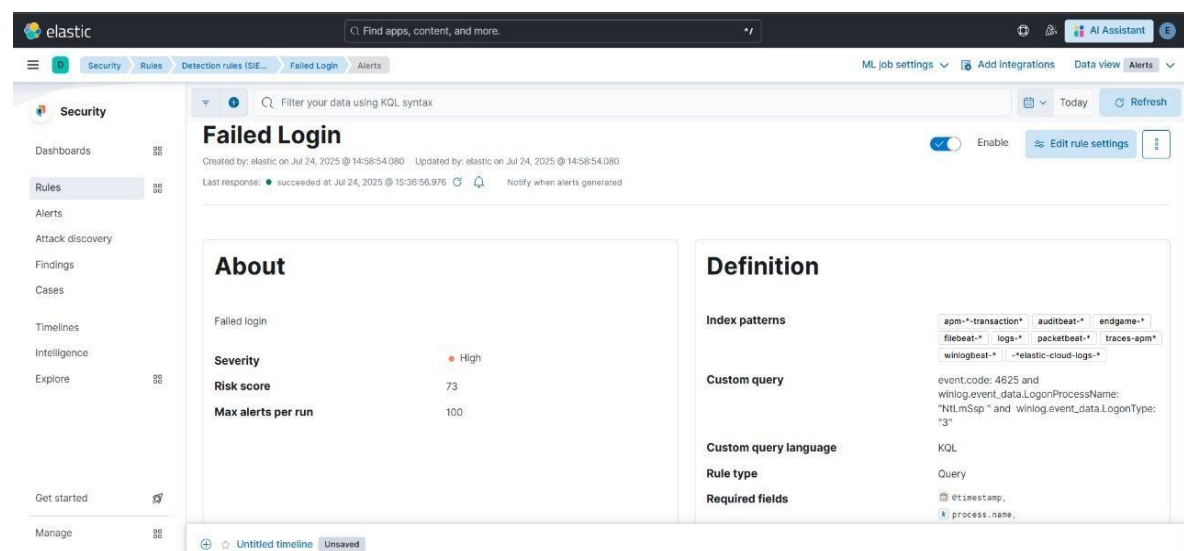 elastic
Find apps, content, and more.
*/
AI Assistant
E
D
Security
Rules
Detection rules (SIE...
Failed Login
Alerts
ML job settings
Add integrations
Data view
Alerts
Security
Filter your data using KQL syntax
Today
Refresh
Failed Login
Created by: elastic on Jul 24, 2025 @ 14:58:54.080 Updated by: elastic on Jul 24, 2025 @ 14:58:54.080
Last response: succeeded at Jul 24, 2025 @ 15:36:56.976
Notify when alerts generated
Enable
Edit rule settings
Dashboards
Rules
Alerts
Attack discovery
Findings
Cases
Timelines
Intelligence
Explore
Get started
Manage
About
Failed login
Severity
High
Risk score
73
Max alerts per run
100
Definition
Index patterns
apm-*-transaction* auditbeat-* endgame-*
filebeat-* logs-* packetbeat-* traces-apm*
winlogbeat-* -*elastic-cloud-logs-*
Custom query
event.code: 4625 and
winlog.event_data.LogonProcessName:
"NtLmSsp " and winlog.event_data.LogonType:
"3"
Custom query language
KQL
Rule type
Query
Required fields
@timestamp,
process.name,
Untitled timeline
Unsaved